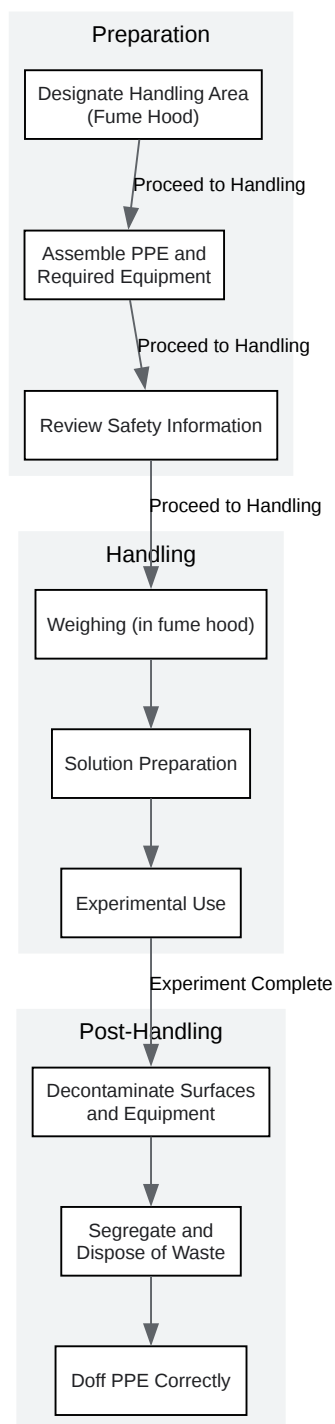 Preparation
Designate Handling Area
(Fume Hood)
Proceed to Handling
Assemble PPE and
Required Equipment
Proceed to Handling
Review Safety Information
Proceed to Handling
Handling
Weighing (in fume hood)
Solution Preparation
Experimental Use
Experiment Complete
Post-Handling
Decontaminate Surfaces
and Equipment
Segregate and
Dispose of Waste
Doff PPE Correctly